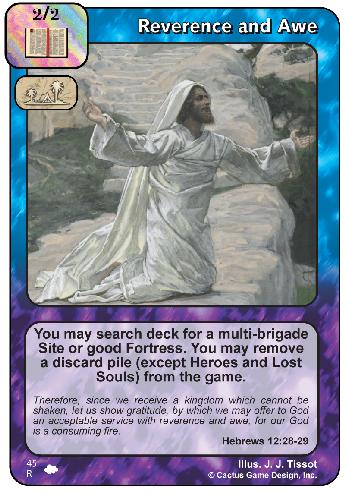 2/2
Reverence and Awe
You may search deck for a multi-brigade
Site or good Fortress. You may remove
a discard pile (except Heroes and Lost
Souls) from the game.
Therefore, since we receive a kingdom which cannot be
shaken, let us show gratitude, by which we may offer to God
an acceptable service with reverence and awe, for our God
is a consuming fire.
Hebrews 12:28-29
45
R
Illus. J. J. Tissot
© Cactus Game Design, Inc.